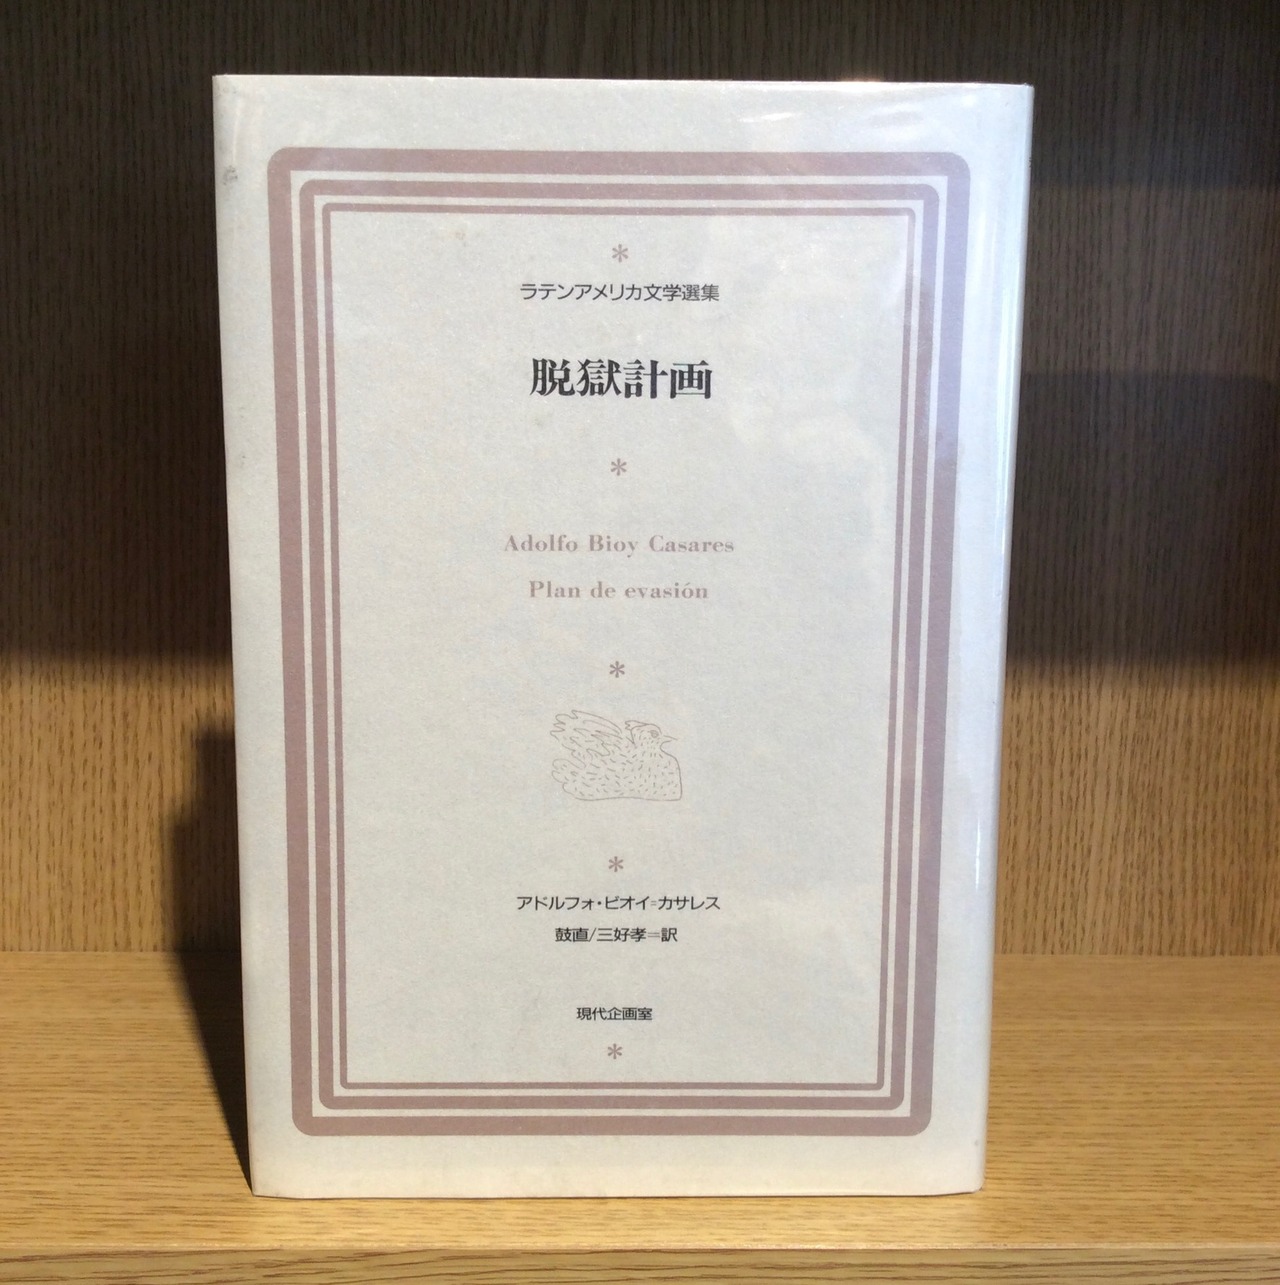 *
ラテンアメリカ文学選集
脱獄計画
*
Adolfo Bioy Casares
Plan de evasión
*
*
アドルフォ・ビオイ=カサレス
鼓直/三好孝=訳
現代企画室
*